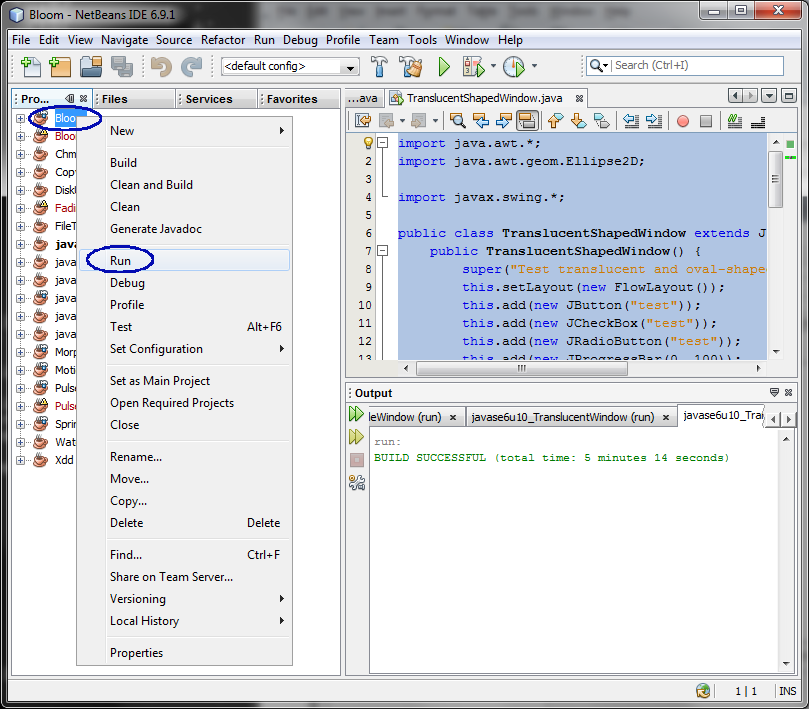 Bloom - NetBeans IDE 6.9.1
File Edit View Navigate Source Refactor Run Debug Profile Team Tools Window Help
<default config>
Search (Ctrl+I)
Pro...
Files
Services
Favorites
Bloo
Bloo
Chm
Cop
Disk
Fadi
FileT
java
java
java
java
java
java
Morp
Moti
Pulse
Pulse
Sprin
Wat
Xdd
New
Build
Clean and Build
Clean
Generate Javadoc
Run
Debug
Profile
Test Alt+F6
Set Configuration
Set as Main Project
Open Required Projects
Close
Rename...
Move...
Copy...
Delete Delete
Find... Ctrl+F
Share on Team Server...
Versioning
Local History
Properties
...ava
TranslucentShapedWindow.java
import java.awt.*;
2 import java.awt.geom.Ellipse2D;
3
4 import javax.swing.*;
5
6 public class TranslucentShapedWindow extends J
7 public TranslucentShapedWindow() {
8 super("Test translucent and oval-shape
9 this.setLayout(new FlowLayout());
10 this.add(new JButton("test"));
11 this.add(new JCheckBox("test"));
12 this.add(new JRadioButton("test"));
13 this.add(new JProgressBar(0, 100));
Output
leWindow (run)
javase6u10_TranslucentWindow (run)
javase6u10_Tra
run:
BUILD SUCCESSFUL (total time: 5 minutes 14 seconds)
1 | 1 INS